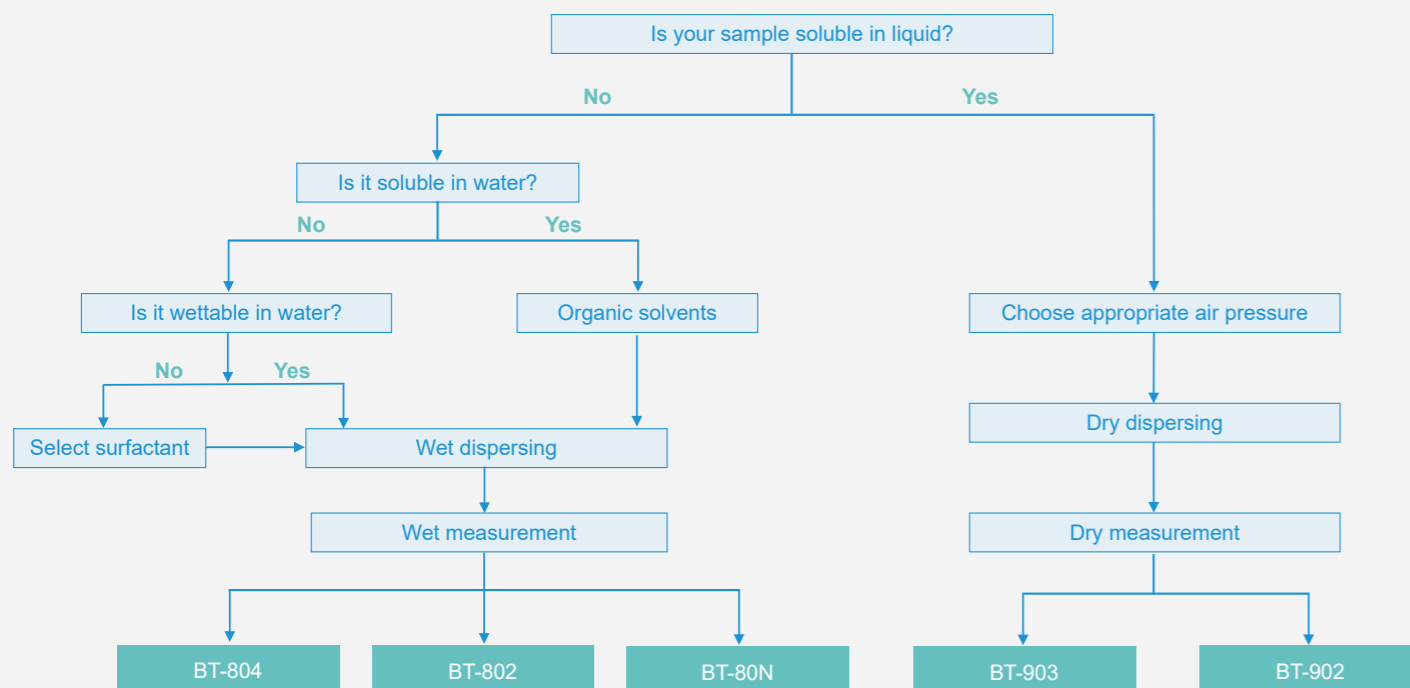 Is your sample soluble in liquid?
No
Yes
Is it soluble in water?
No
Yes
Is it wettable in water?
Organic solvents
Choose appropriate air pressure
No
Yes
Select surfactant
Wet dispersing
Dry dispersing
Wet measurement
Dry measurement
BT-804
BT-802
BT-80N
BT-903
BT-902